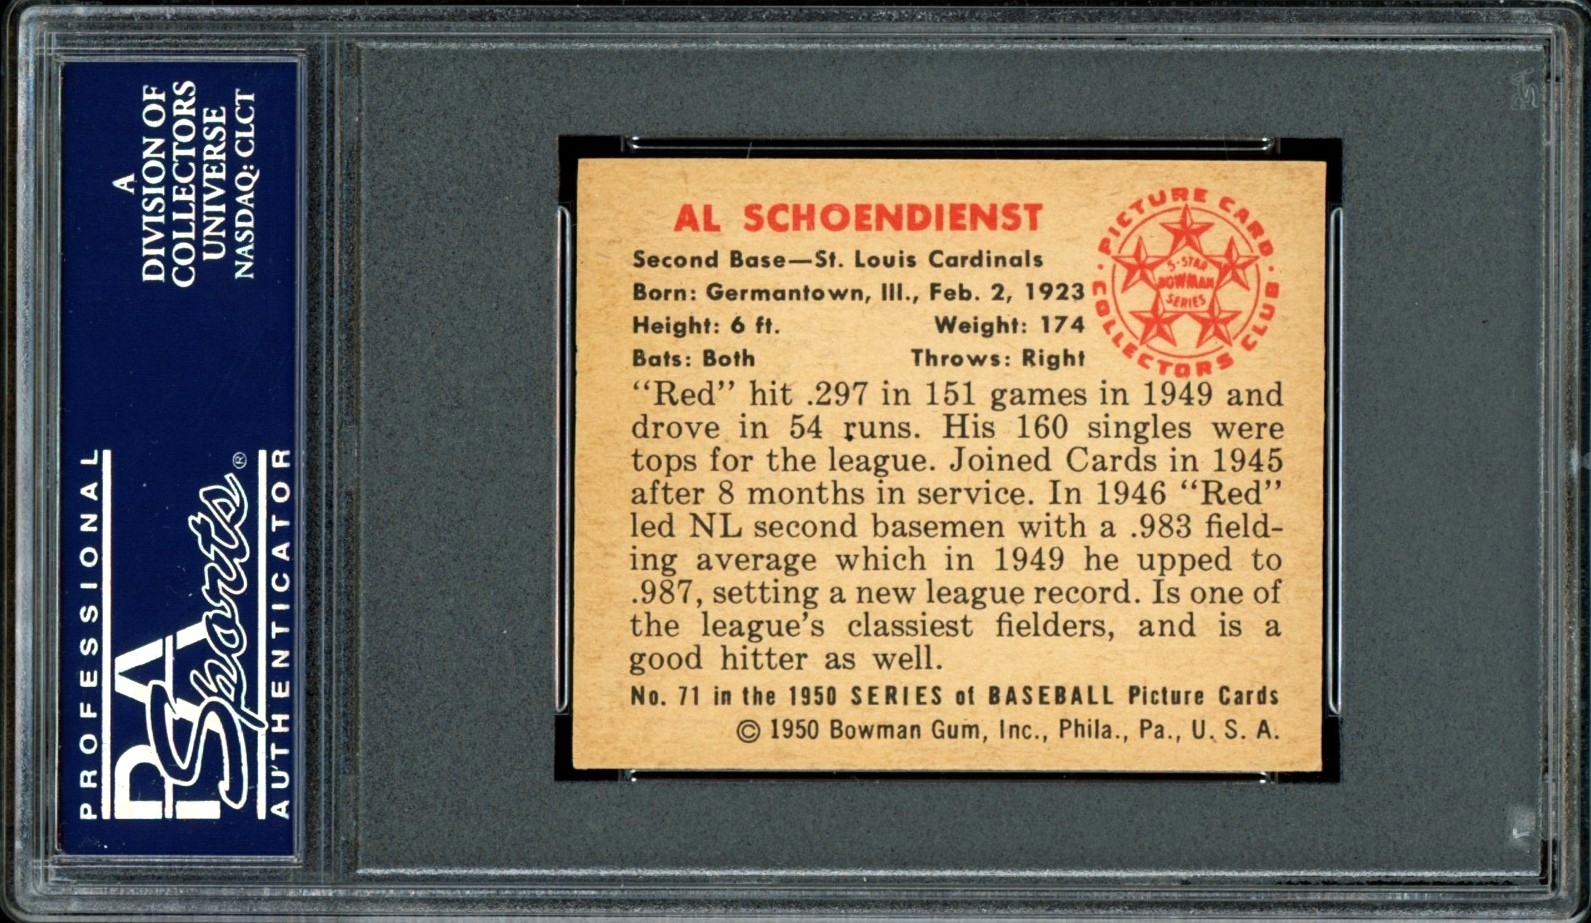 A
DIVISION OF
COLLECTORS
UNIVERSE
NASDAQ: CLCT
PROFESSIONAL
PSA
Sports®
AUTHENTICATOR
AL SCHOENDIENST
Second Base—St. Louis Cardinals
Born: Germantown, Ill., Feb. 2, 1923
Height: 6 ft. Weight: 174
Bats: Both Throws: Right
PICTURE CARD
COLLECTORS CLUB
5-STAR
BOWMAN
SERIES
“Red” hit .297 in 151 games in 1949 and
drove in 54 runs. His 160 singles were
tops for the league. Joined Cards in 1945
after 8 months in service. In 1946 “Red”
led NL second basemen with a .983 field-
ing average which in 1949 he upped to
.987, setting a new league record. Is one of
the league's classiest fielders, and is a
good hitter as well.
No. 71 in the 1950 SERIES of BASEBALL Picture Cards
© 1950 Bowman Gum, Inc., Phila., Pa., U. S. A.